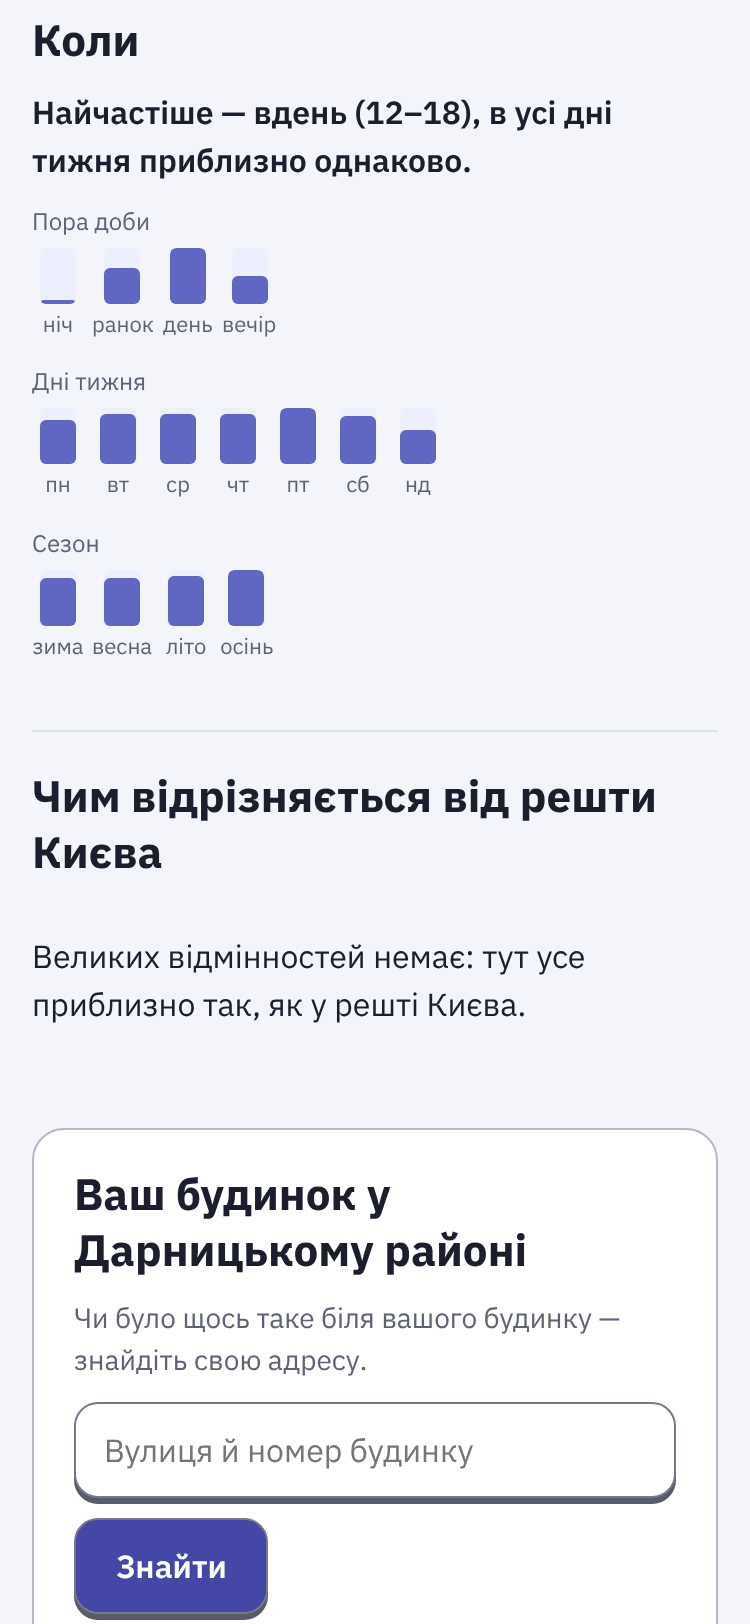 Коли
Найчастіше — вдень (12–18), в усі дні
тижня приблизно однаково.
Пора доби
ніч ранок день вечір
Дні тижня
пн вт ср чт пт сб нд
Сезон
зима весна літо осінь
Чим відрізняється від решти
Києва
Великих відмінностей немає: тут усе
приблизно так, як у решті Києва.
Ваш будинок у
Дарницькому районі
Чи було щось таке біля вашого будинку —
знайдіть свою адресу.
Вулиця й номер будинку
Знайти